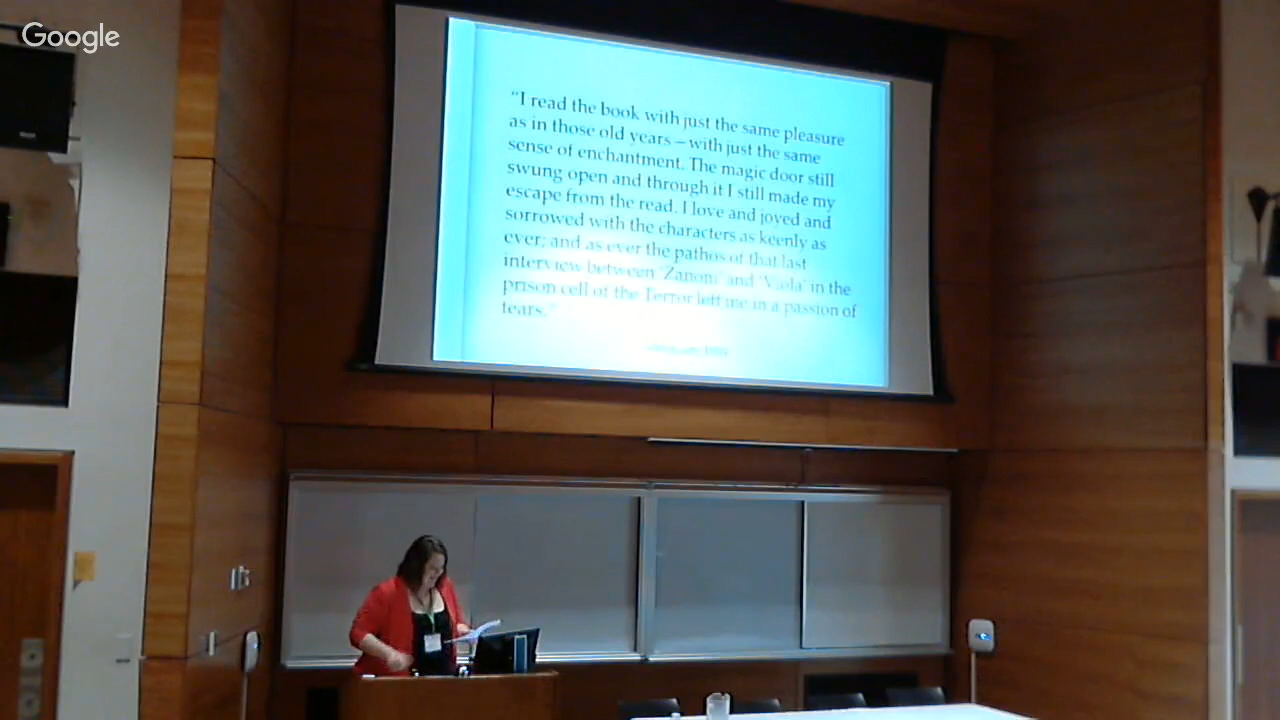 Google
“I read the book with just the same pleasure
as in those old years – with just the same
sense of enchantment. The magic door still
swung open and through it I still made my
escape from the read. I love and joyed and
sorrowed with the characters as keenly as
ever; and as ever the pathos of that last
interview between ‘Zanoni’ and ‘Viola’ in the
prison cell of the Terror left me in a passion of
tears.”